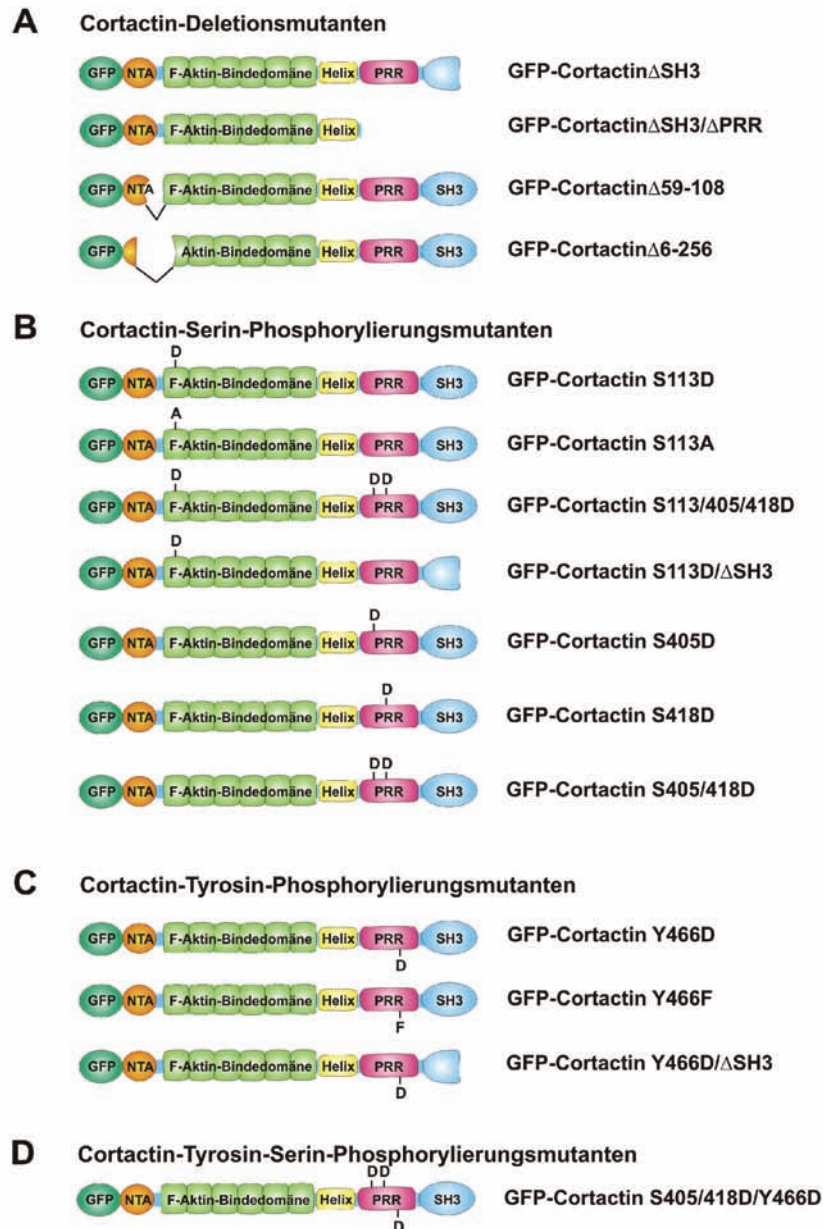 A Cortactin-Deletionsmutanten
GFP NTA F-Aktin-Bindedomäne Helix PRR GFP-CortactinΔSH3
GFP NTA F-Aktin-Bindedomäne Helix GFP-CortactinΔSH3/ΔPRR
GFP NTA F-Aktin-Bindedomäne Helix PRR SH3 GFP-CortactinΔ59-108
GFP Aktin-Bindedomäne Helix PRR SH3 GFP-CortactinΔ6-256
B Cortactin-Serin-Phosphorylierungsmutanten
D
GFP NTA F-Aktin-Bindedomäne Helix PRR SH3 GFP-Cortactin S113D
A
GFP NTA F-Aktin-Bindedomäne Helix PRR SH3 GFP-Cortactin S113A
D DD
GFP NTA F-Aktin-Bindedomäne Helix PRR SH3 GFP-Cortactin S113/405/418D
D
GFP NTA F-Aktin-Bindedomäne Helix PRR GFP-Cortactin S113D/ΔSH3
D
GFP NTA F-Aktin-Bindedomäne Helix PRR SH3 GFP-Cortactin S405D
D
GFP NTA F-Aktin-Bindedomäne Helix PRR SH3 GFP-Cortactin S418D
DD
GFP NTA F-Aktin-Bindedomäne Helix PRR SH3 GFP-Cortactin S405/418D
C Cortactin-Tyrosin-Phosphorylierungsmutanten
GFP NTA F-Aktin-Bindedomäne Helix PRR SH3 GFP-Cortactin Y466D
D
GFP NTA F-Aktin-Bindedomäne Helix PRR SH3 GFP-Cortactin Y466F
F
GFP NTA F-Aktin-Bindedomäne Helix PRR GFP-Cortactin Y466D/ΔSH3
D
D Cortactin-Tyrosin-Serin-Phosphorylierungsmutanten
DD
GFP NTA F-Aktin-Bindedomäne Helix PRR SH3 GFP-Cortactin S405/418D/Y466D
D